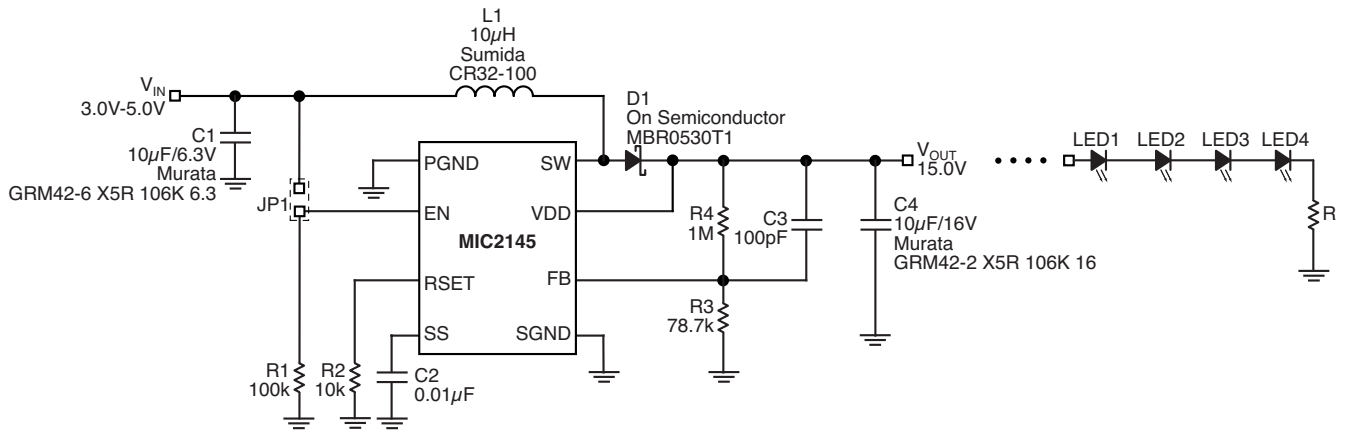 L1
10µH
Sumida
CR32-100
VIN
3.0V-5.0V
C1
10µF/6.3V
Murata
GRM42-6 X5R 106K 6.3
JP1
D1
On Semiconductor
MBR0530T1
PGND
SW
EN
VDD
MIC2145
RSET
FB
SS
SGND
R4
1M
C3
100pF
VOUT
15.0V
C4
10µF/16V
Murata
GRM42-2 X5R 106K 16
LED1
LED2
LED3
LED4
R
R3
78.7k
R1
100k
R2
10k
C2
0.01µF